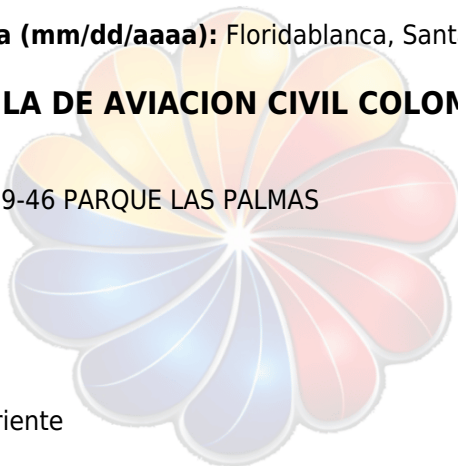 a (mm/dd/aaaa): Floridablanca, Sant
LA DE AVIACION CIVIL COLON
9-46 PARQUE LAS PALMAS
riente